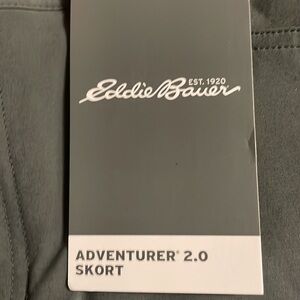 EST. 1920
Eddie Bauer
ADVENTURER® 2.0
SKORT